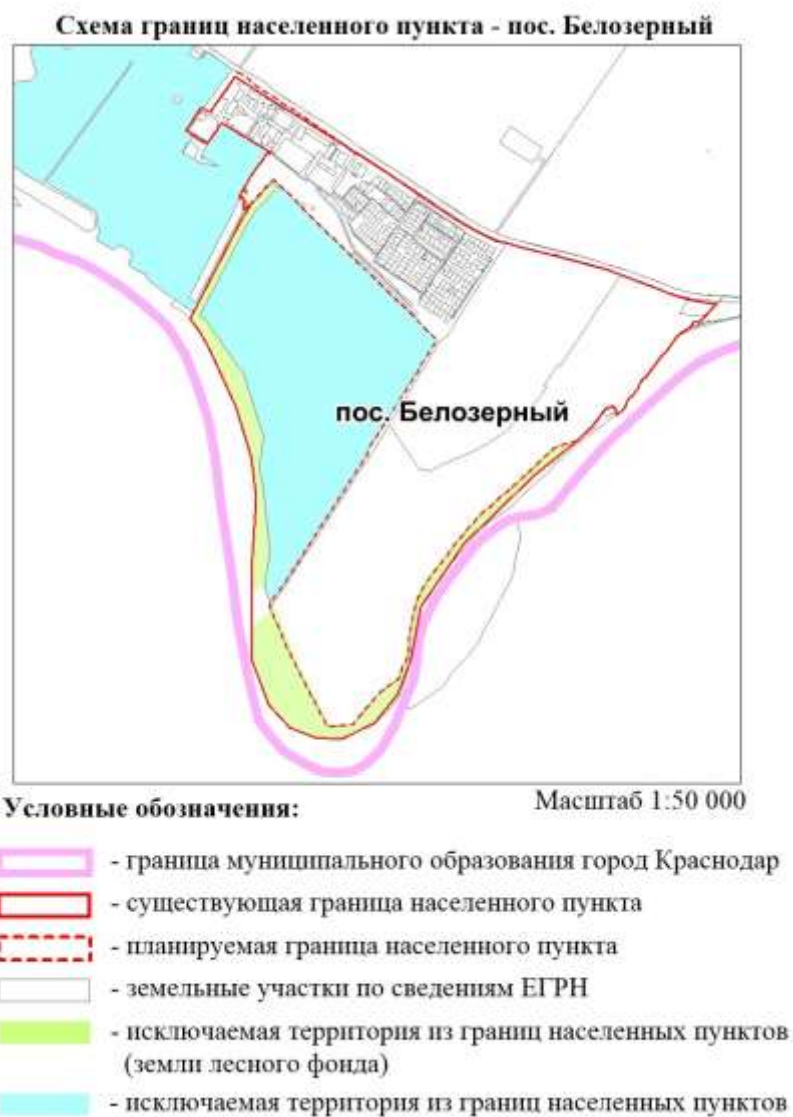 Схема границ населенного пункта - пос. Белозерный
пос. Белозерный
Масштаб 1:50 000
Условные обозначения:
- граница муниципального образования город Краснодар
- существующая граница населенного пункта
- планируемая граница населенного пункта
- земельные участки по сведениям ЕГРН
- исключаемая территория из границ населенных пунктов
(земли лесного фонда)
- исключаемая территория из границ населенных пунктов